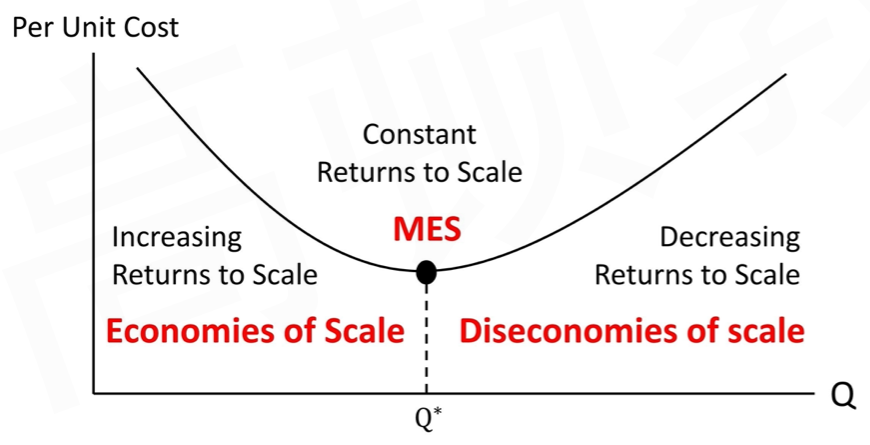 Per Unit Cost
Constant
Returns to Scale
MES
Increasing
Returns to Scale
Decreasing
Returns to Scale
Economies of Scale
Diseconomies of scale
Q
Q*